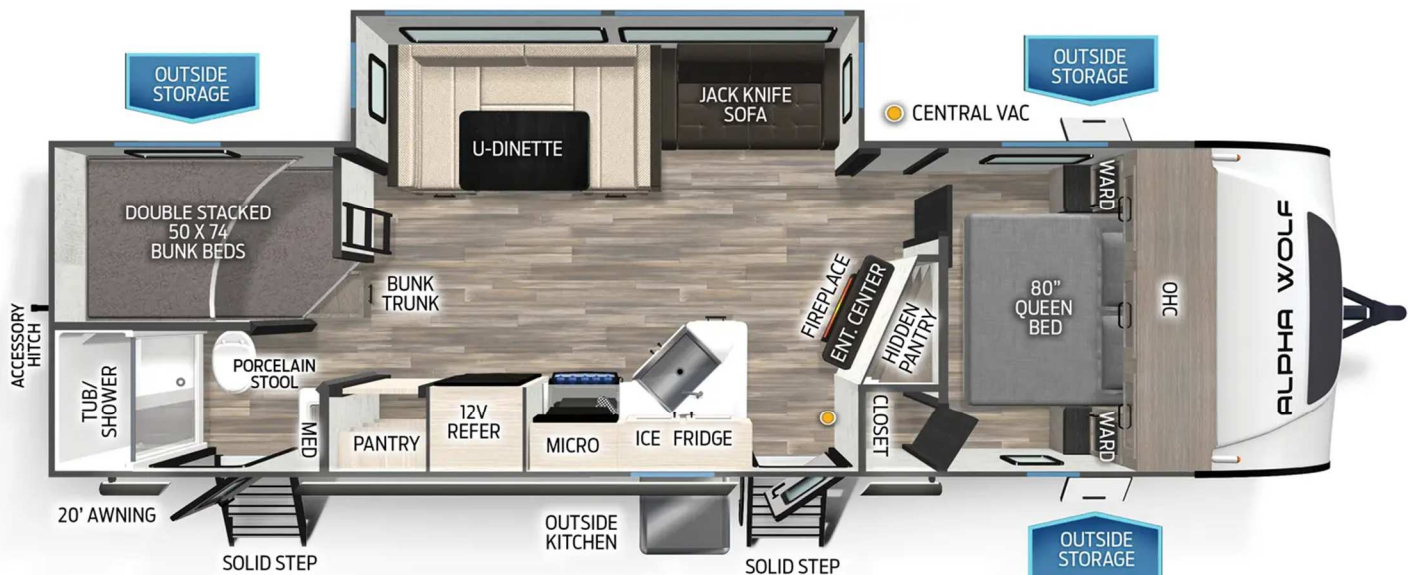 OUTSIDE
STORAGE
JACK KNIFE
SOFA
U-DINETTE
CENTRAL VAC
OUTSIDE
STORAGE
DOUBLE STACKED
50 X 74
BUNK BEDS
BUNK
TRUNK
ACCESSORY
HITCH
TUB/
SHOWER
PORCELAIN
STOOL
MED
PANTRY
12V
REFER
MICRO
ICE FRIDGE
FIREPLACE
ENT. CENTER
HIDDEN
PANTRY
CLOSET
WARD
80”
QUEEN
BED
WARD
OHC
ALPHA WOLF
20’ AWNING
SOLID STEP
OUTSIDE
KITCHEN
SOLID STEP
OUTSIDE
STORAGE